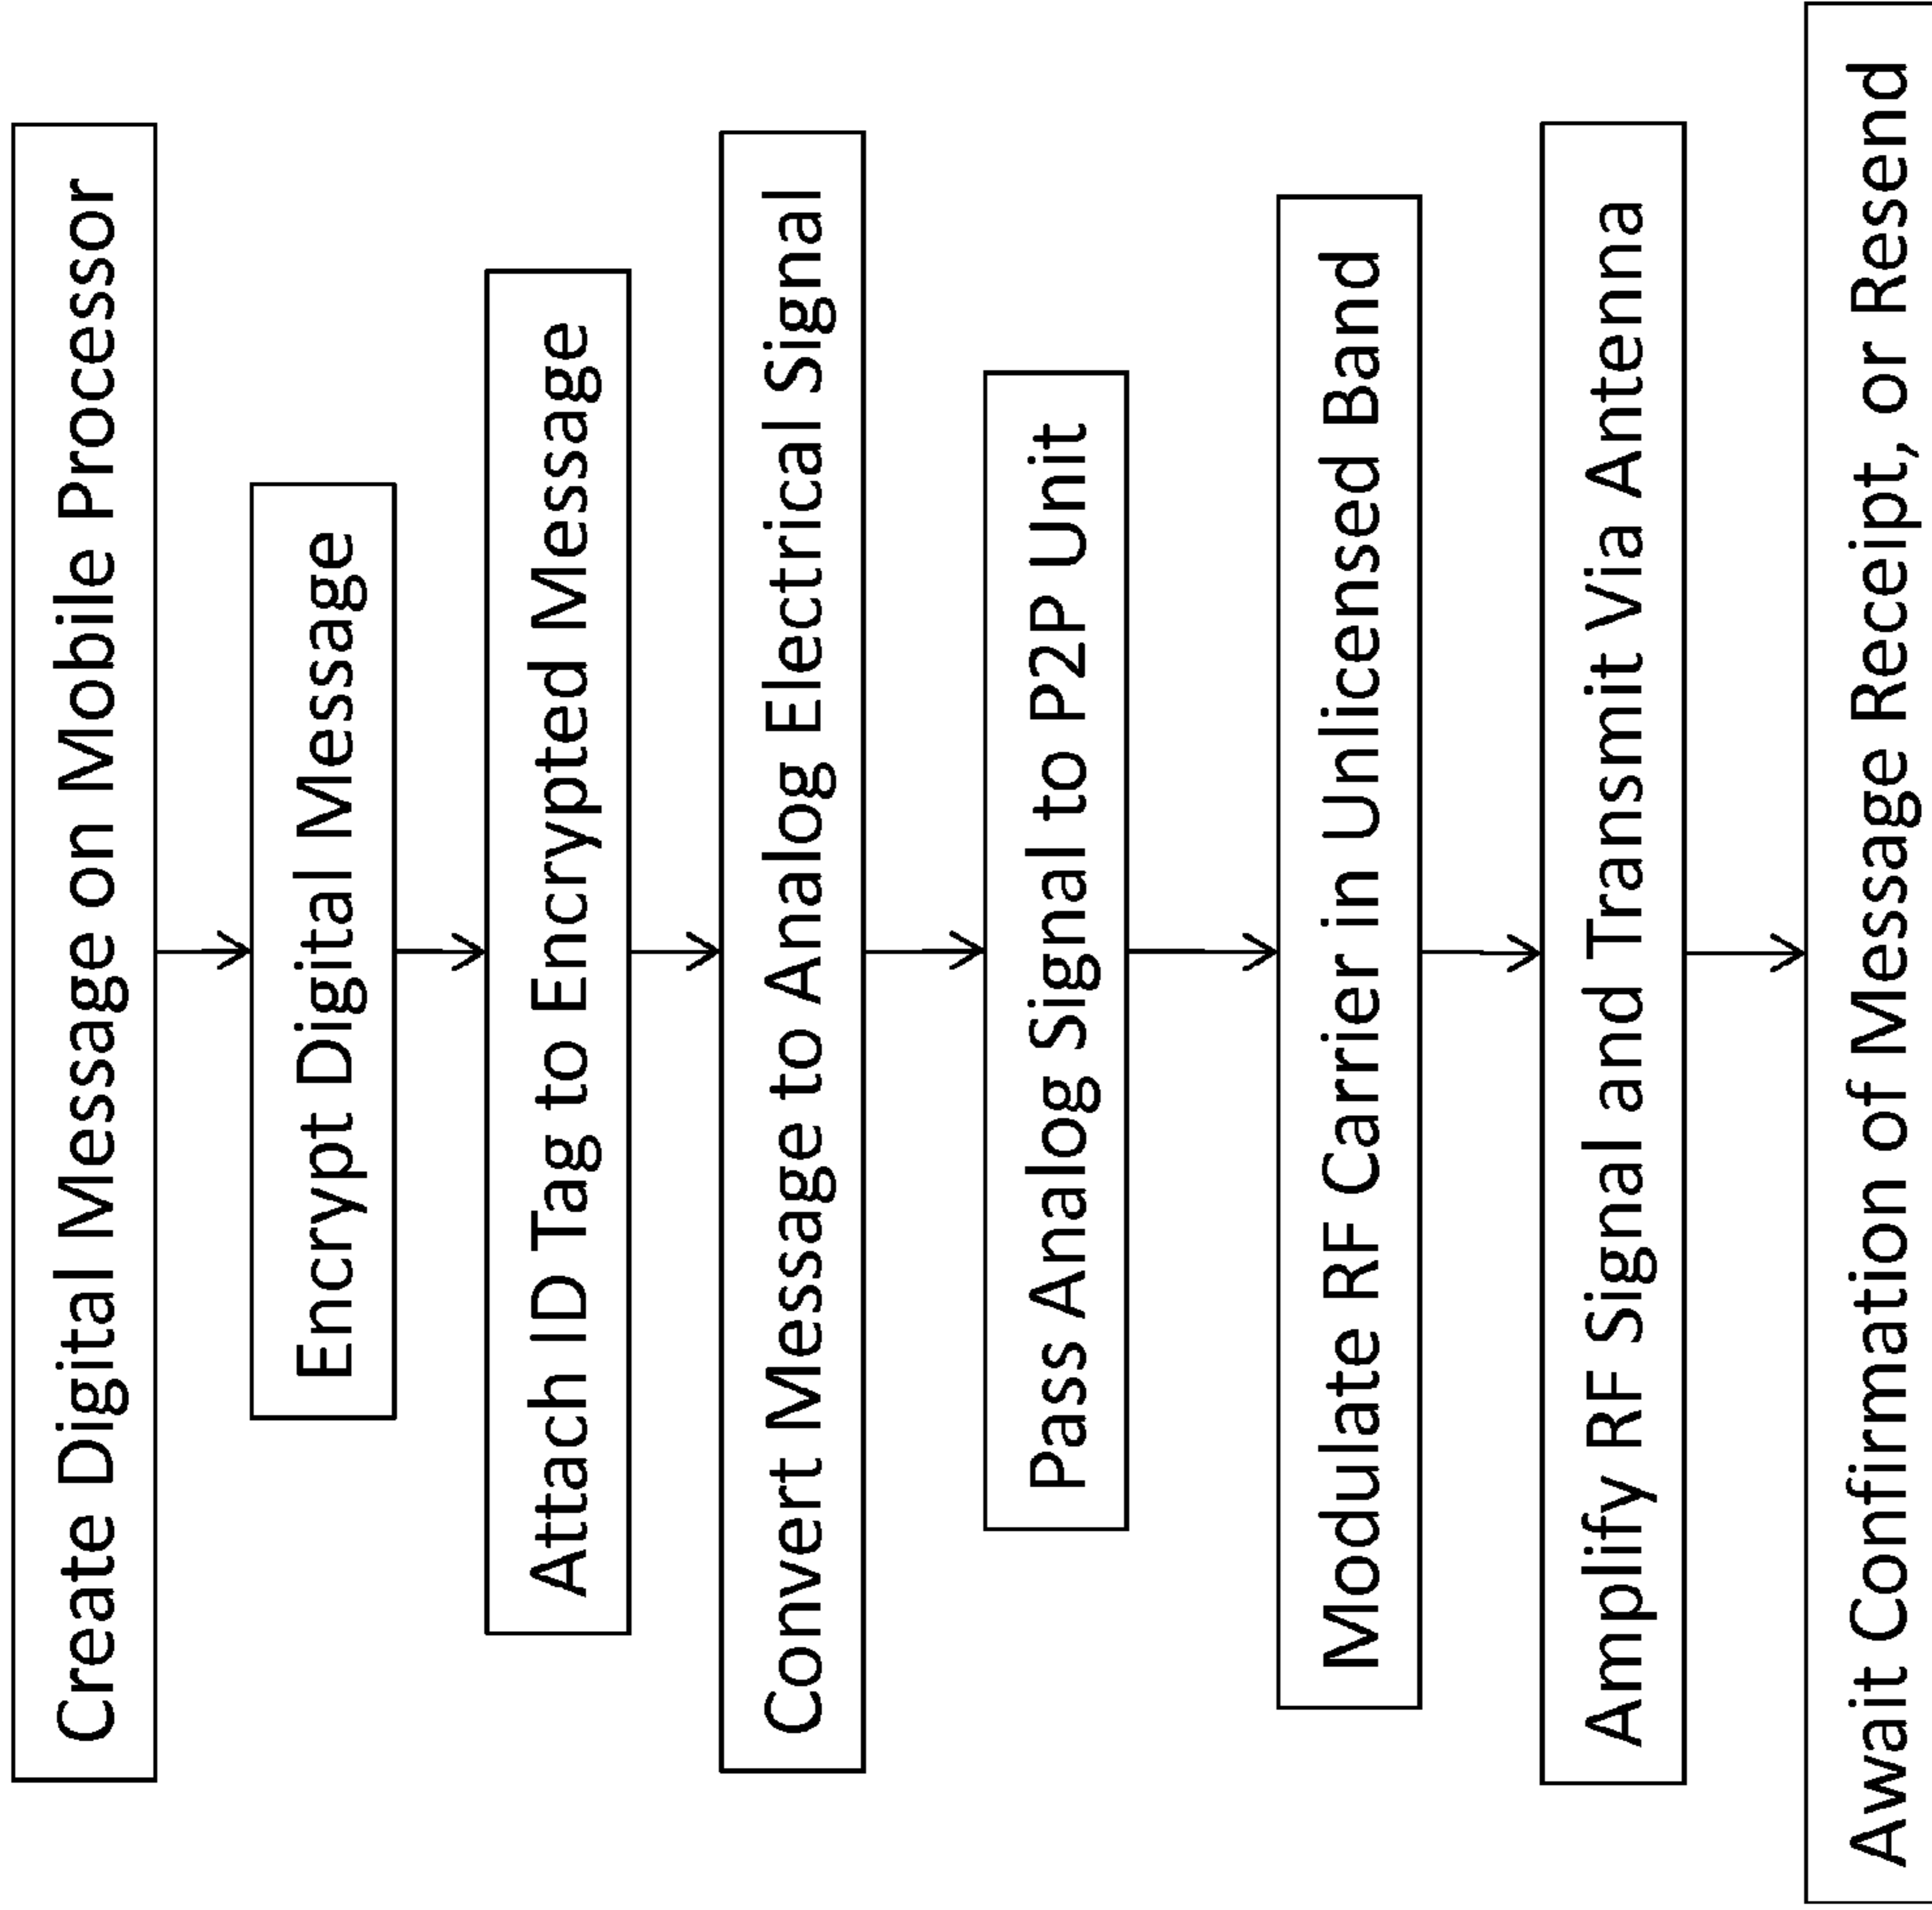 Create Digital Message on Mobile Processor
Encrypt Digital Message
Attach ID Tag to Encrypted Message
Convert Message to Analog Electrical Signal
Pass Analog Signal to P2P Unit
Modulate RF Carrier in Unlicensed Band
Amplify RF Signal and Transmit Via Antenna
Await Confirmation of Message Receipt, or Resend